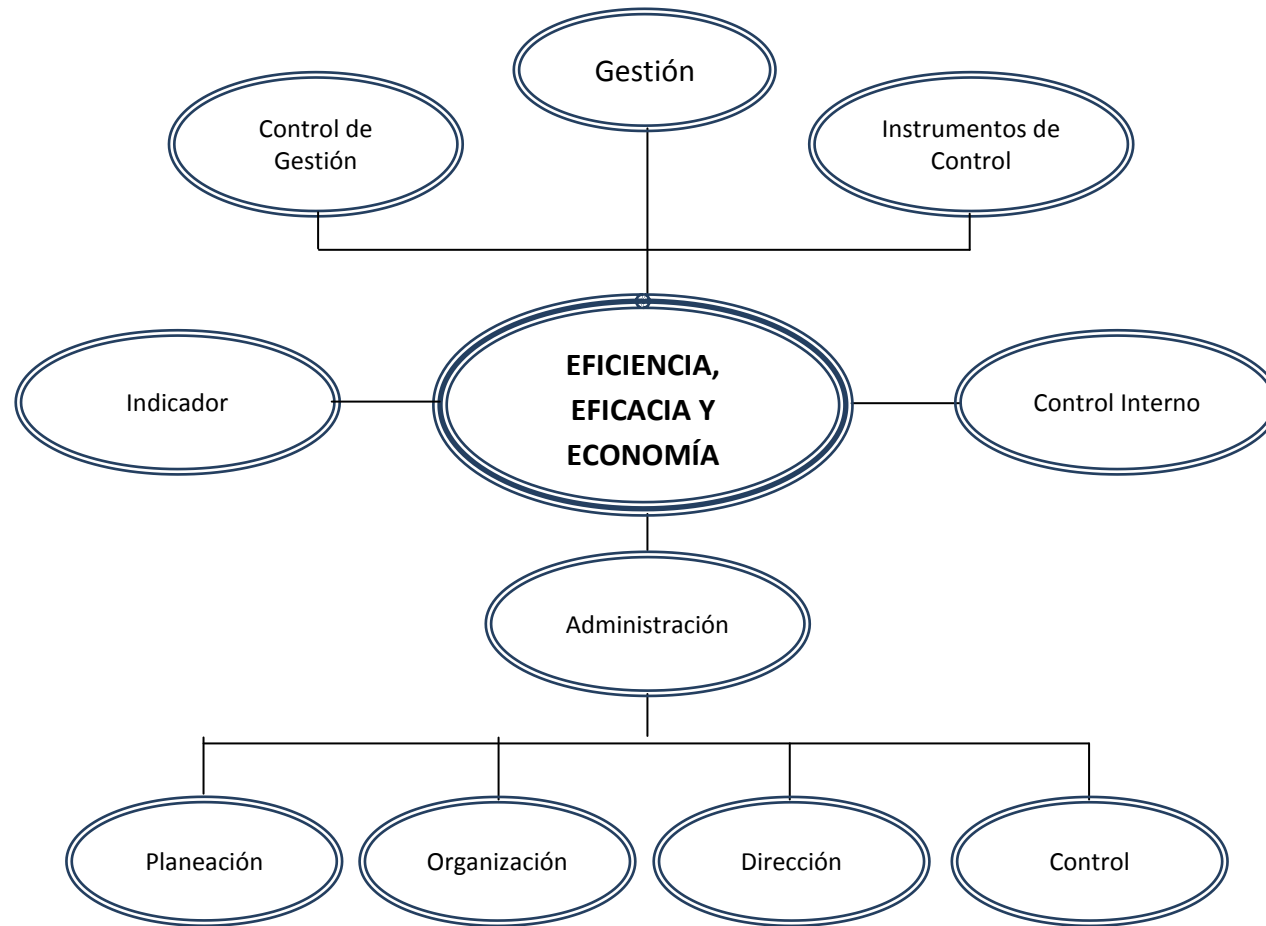 Gestión
Control de
Gestión
Instrumentos de
Control
EFICIENCIA,
EFICACIA Y
ECONOMÍA
Indicador
Control Interno
Administración
Planeación
Organización
Dirección
Control